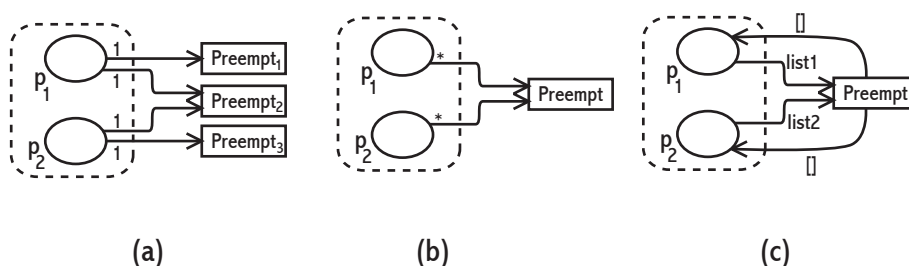 1
Preempt1
p1
1
1
Preempt2
p2
1
Preempt3
(a)
*
p1
Preempt
*
p2
(b)
[]
list1
p1
Preempt
list2
p2
[]
(c)